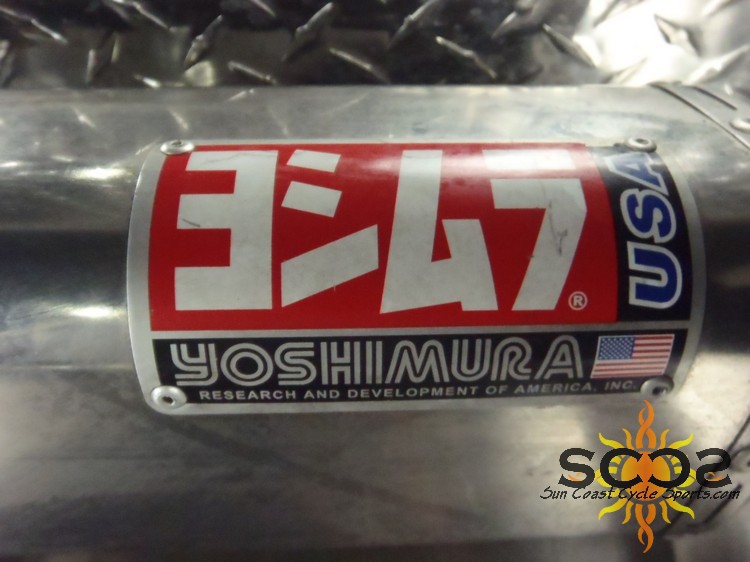 ヨシムラ®
USA
YOSHIMURA
RESEARCH AND DEVELOPMENT OF AMERICA, INC.
SCCS
Sun Coast Cycle Sports.com